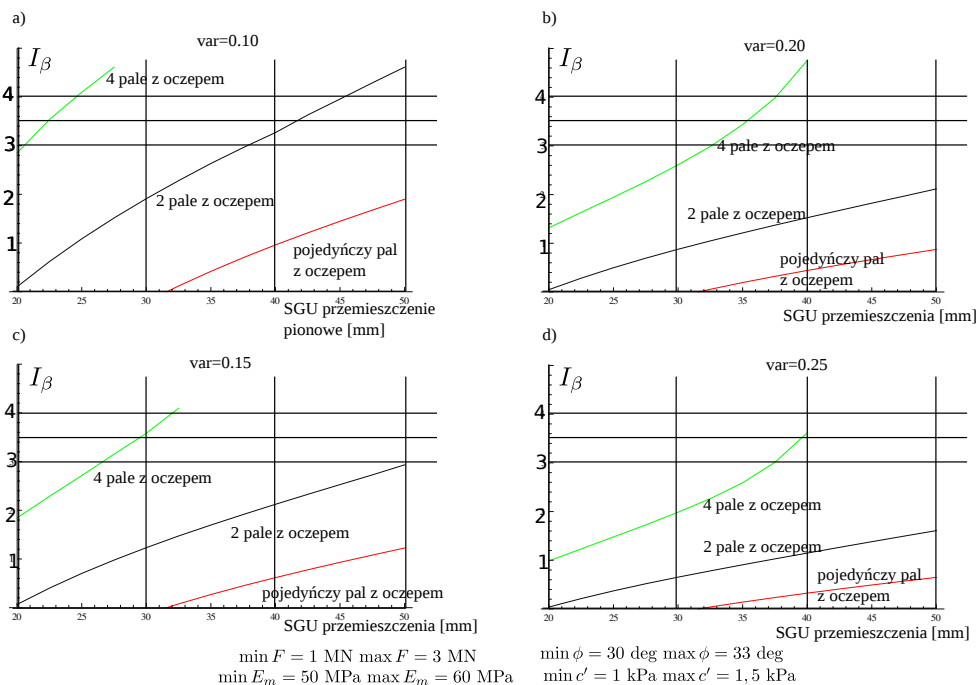 a)
var=0.10
I_β
4 pale z oczepem
4
3
2 pale z oczepem
2
1
pojedyńczy pal
z oczepem
20 25 30 35 40 45 50
SGU przemieszczenie
pionowe [mm]
b)
var=0.20
I_β
4
3
4 pale z oczepem
2
2 pale z oczepem
1
pojedyńczy pal
z oczepem
20 25 30 35 40 45 50
SGU przemieszczenia [mm]
c)
var=0.15
I_β
4
3
4 pale z oczepem
2
2 pale z oczepem
1
pojedyńczy pal z oczepem
20 25 30 35 40 45 50
SGU przemieszczenia [mm]
d)
var=0.25
I_β
4
3
4 pale z oczepem
2
2 pale z oczepem
1
pojedyńczy pal
z oczepem
20 25 30 35 40 45 50
SGU przemieszczenia [mm]
min F = 1 MN max F = 3 MN
min E_m = 50 MPa max E_m = 60 MPa
min ϕ = 30 deg max ϕ = 33 deg
min c′ = 1 kPa max c′ = 1, 5 kPa